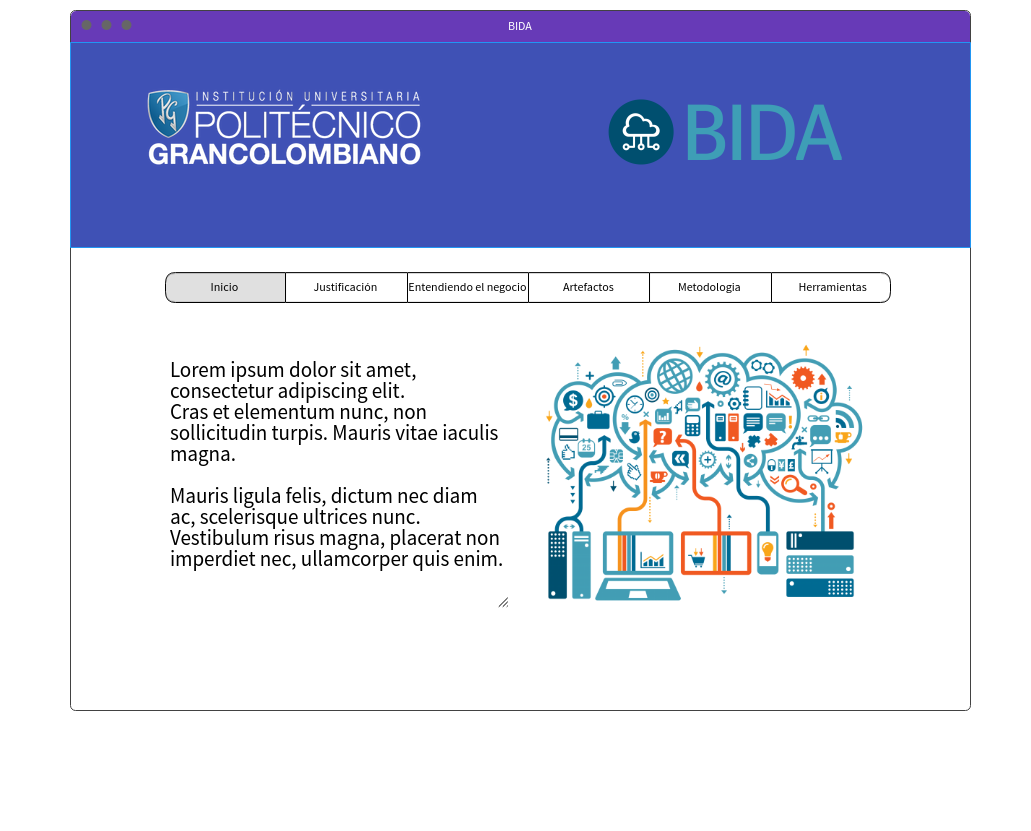 BIDA
INSTITUCIÓN UNIVERSITARIA
POLITÉCNICO
GRANCOLOMBIANO
BIDA
Inicio
Justificación
Entendiendo el negocio
Artefactos
Metodologia
Herramientas
Lorem ipsum dolor sit amet,
consectetur adipiscing elit.
Cras et elementum nunc, non
sollicitudin turpis. Mauris vitae iaculis
magna.
Mauris ligula felis, dictum nec diam
ac, scelerisque ultrices nunc.
Vestibulum risus magna, placerat non
imperdiet nec, ullamcorper quis enim.
25